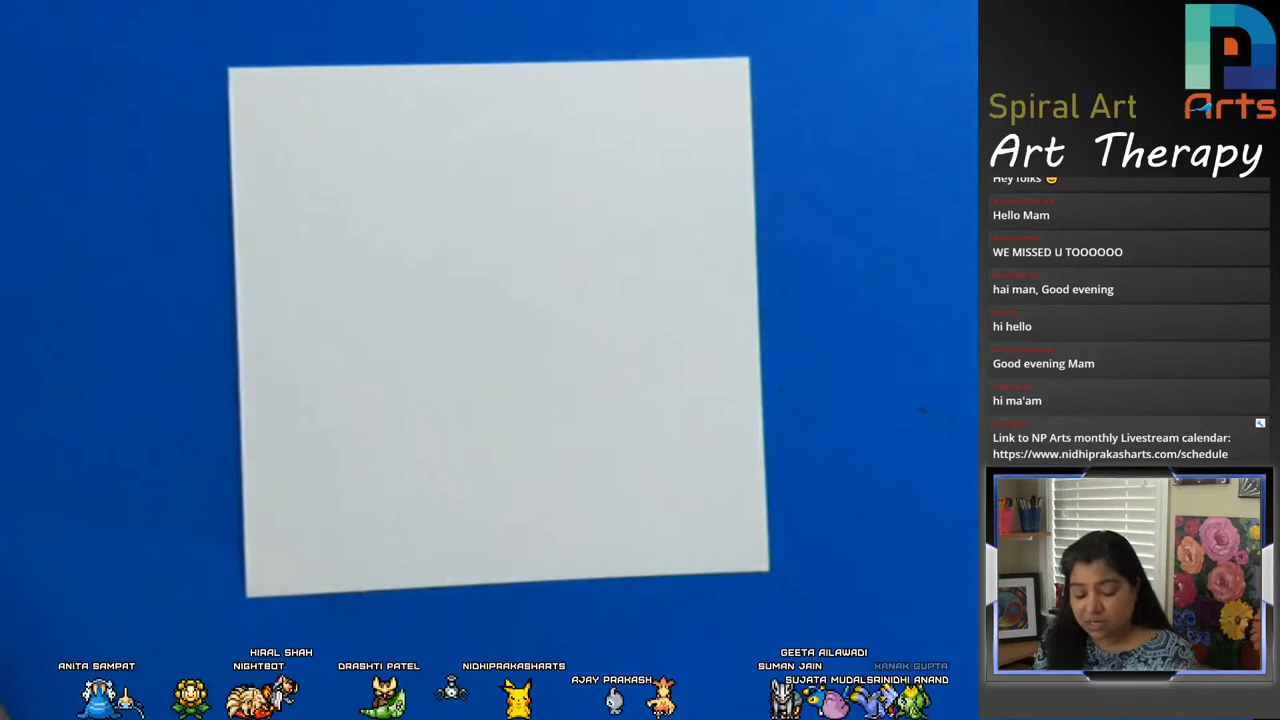 Spiral Art
Arts
Art Therapy
Hey folks
Hello Mam
WE MISSED U TOOOOOO
hai man, Good evening
hi hello
Good evening Mam
hi ma'am
Link to NP Arts monthly Livestream calendar:
https://www.nidhiprakasharts.com/schedule
HIRAL SHAH
GEETA AILAWADI
ANITA SAMPAT
NIGHTBOT
DRASHTI PATEL
NIDHIPRAKASHARTS
SUMAN JAIN
KANAK GUPTA
AJAY PRAKASH
SUJATA MUDALSRINIDHI ANAND